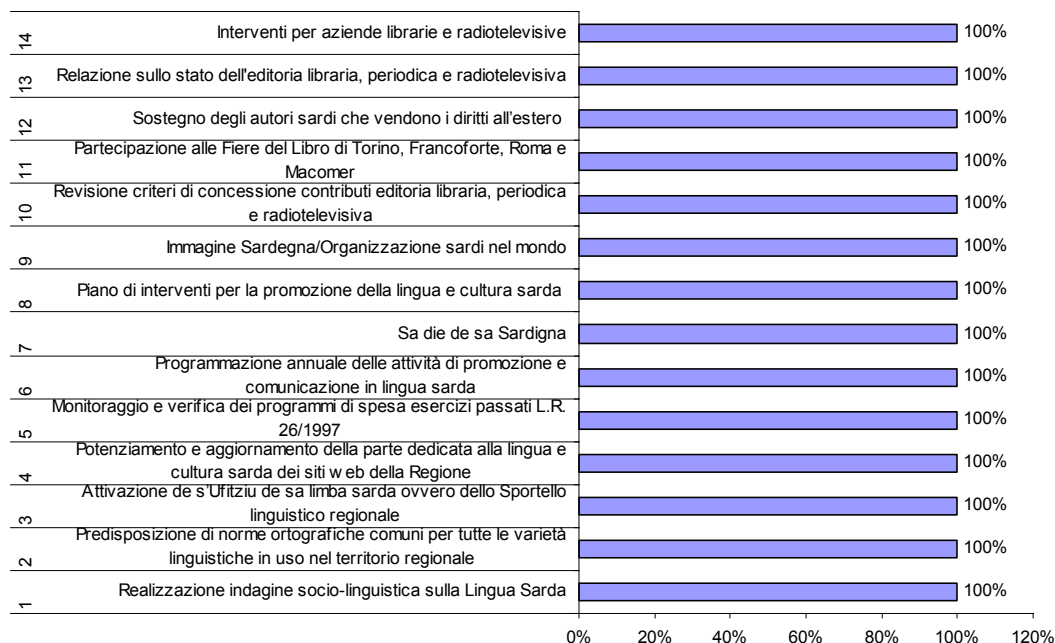 14 Interventi per aziende librarie e radiotelevisive 100%
13 Relazione sullo stato dell'editoria libraria, periodica e radiotelevisiva 100%
12 Sostegno degli autori sardi che vendono i diritti all'estero 100%
11 Partecipazione alle Fiere del Libro di Torino, Francoforte, Roma e
Macomer 100%
10 Revisione criteri di concessione contributi editoria libraria, periodica
e radiotelevisiva 100%
9 Immagine Sardegna/Organizzazione sardi nel mondo 100%
8 Piano di interventi per la promozione della lingua e cultura sarda 100%
7 Sa die de sa Sardigna 100%
6 Programmazione annuale delle attività di promozione e
comunicazione in lingua sarda 100%
5 Monitoraggio e verifica dei programmi di spesa esercizi passati L.R.
26/1997 100%
4 Potenziamento e aggiornamento della parte dedicata alla lingua e
cultura sarda dei siti web della Regione 100%
3 Attivazione de s'Ufitziu de sa limba sarda ovvero dello Sportello
linguistico regionale 100%
2 Predisposizione di norme ortografiche comuni per tutte le varietà
linguistiche in uso nel territorio regionale 100%
1 Realizzazione indagine socio-linguistica sulla Lingua Sarda 100%
0% 20% 40% 60% 80% 100% 120%